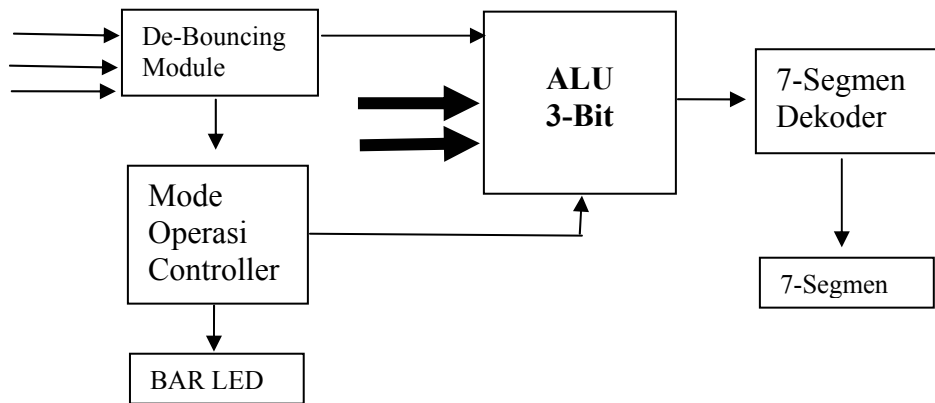 De-Bouncing
Module
ALU
3-Bit
7-Segmen
Dekoder
Mode
Operasi
Controller
7-Segmen
BAR LED